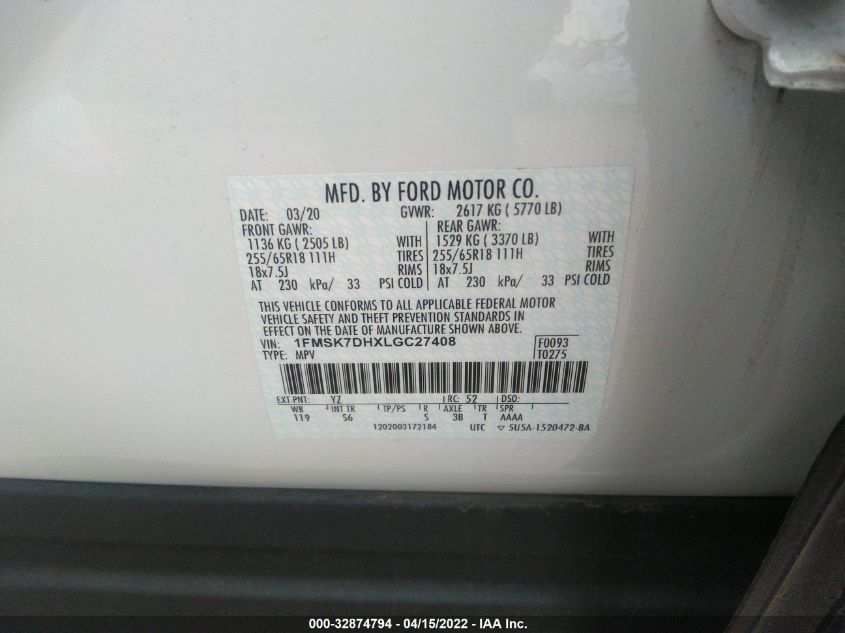 MFD. BY FORD MOTOR CO.
DATE: 03/20 GVWR: 2617 KG ( 5770 LB)
FRONT GAWR: REAR GAWR:
1136 KG ( 2505 LB) WITH 1529 KG ( 3370 LB) WITH
255/65R18 111H TIRES 255/65R18 111H TIRES
18x7.5J RIMS 18x7.5J RIMS
AT 230 kPa/ 33 PSI COLD AT 230 kPa/ 33 PSI COLD
THIS VEHICLE CONFORMS TO ALL APPLICABLE FEDERAL MOTOR
VEHICLE SAFETY AND THEFT PREVENTION STANDARDS IN
EFFECT ON THE DATE OF MANUFACTURE SHOWN ABOVE.
VIN: 1FMSK7DHXLGC27408 F0093
TYPE: MPV T0275
EXT PNT: YZ RC: 52 DSO:
WB INT TR TP/PS R AXLE TR SPR
119 S6 S 3B T AAAA
1202003172184 UTC ▽ 5U5A-1520472-BA
000-32874794 - 04/15/2022 - IAA Inc.